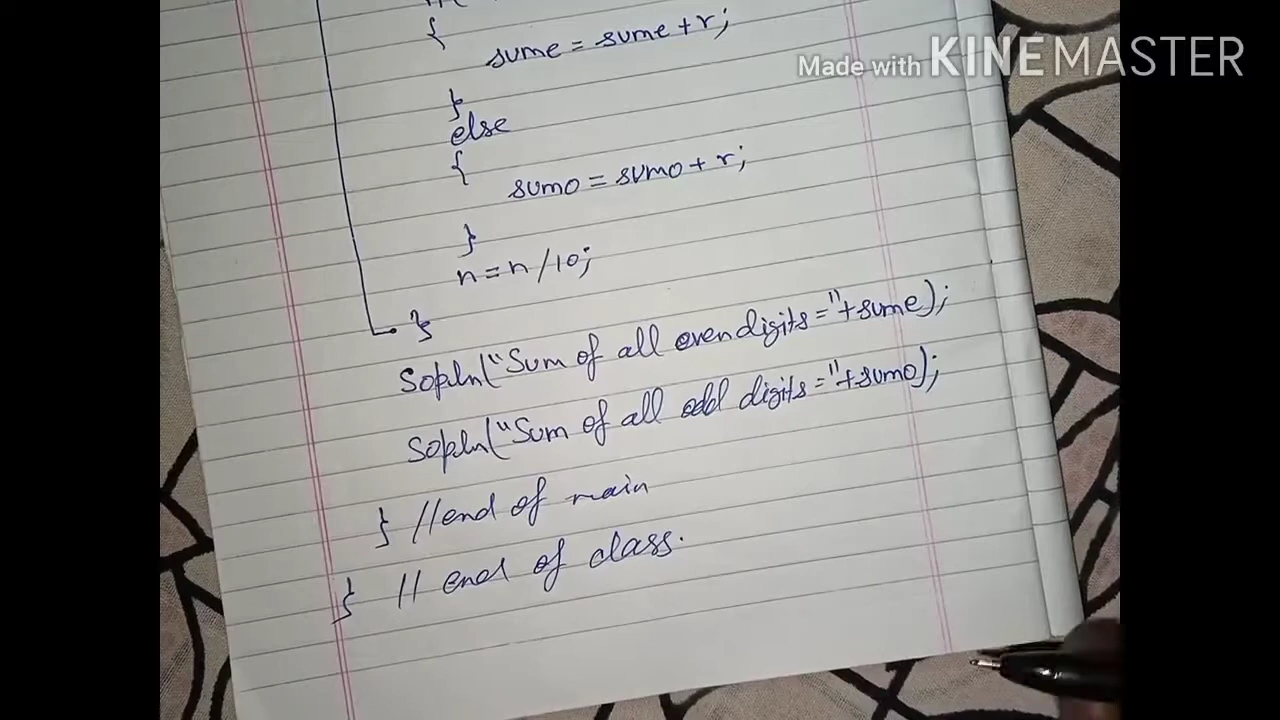 Made with KINEMASTER
{
sume = sume + r;
}
else
{
sumo = sumo + r;
}
n = n / 10;
}
Sopln("Sum of all even digits = "+sume);
Sopln("Sum of all odd digits = "+sumo);
} //end of main
} // end of class.